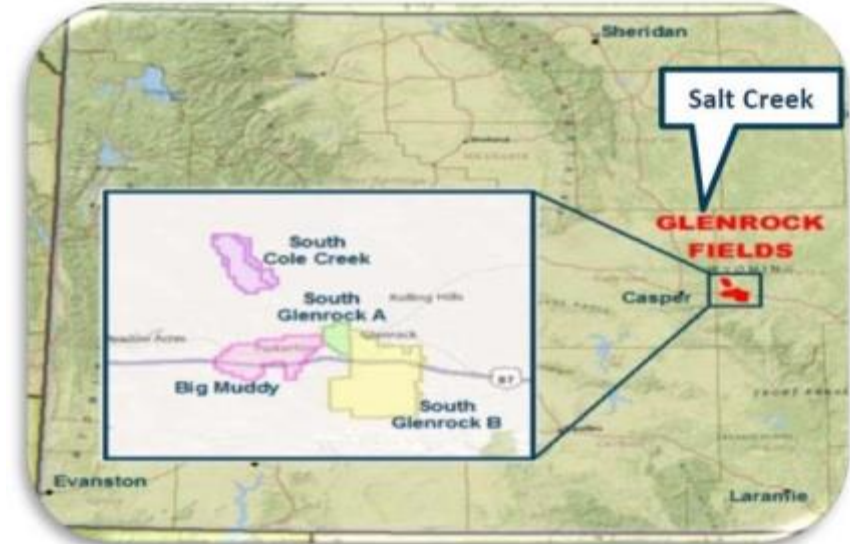 Sheridan
Salt Creek
GLENROCK
FIELDS
WYOMING
Casper
South
Cole Creek
South
Glenrock A
Rolling Hills
Glenrock
Big Muddy
87
South
Glenrock B
Evanston
Laramie